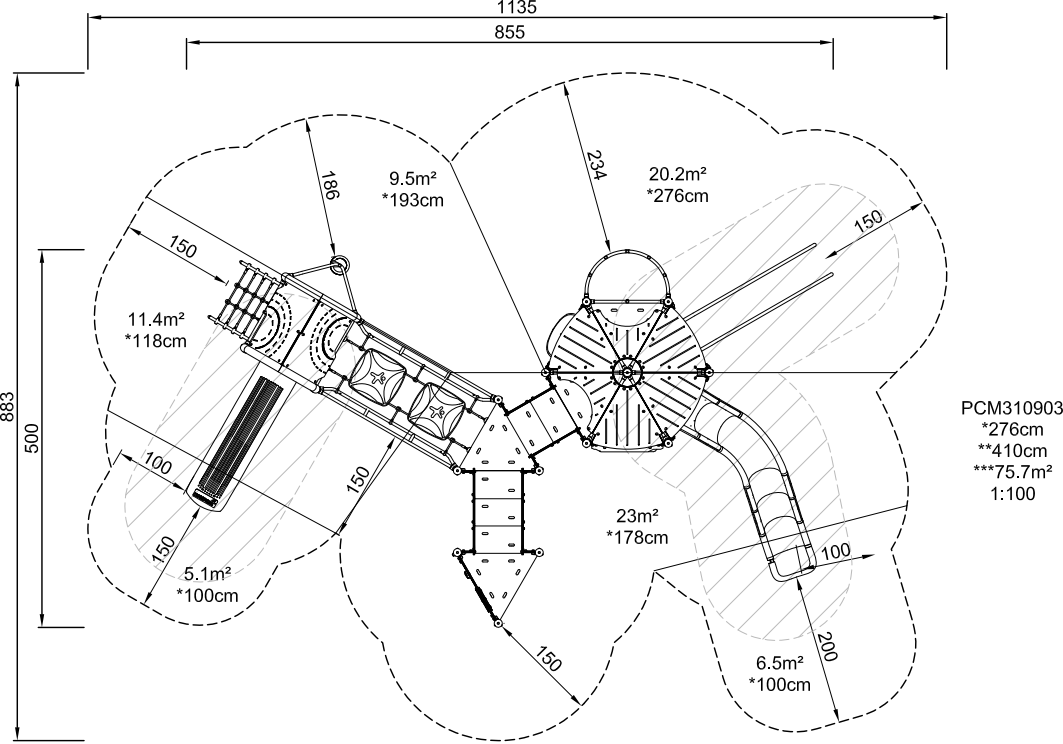 1135
855
234
186
9.5m²
*193cm
20.2m²
*276cm
150
150
11.4m²
*118cm
883
500
PCM310903
*276cm
**410cm
***75.7m²
1:100
100
150
23m²
*178cm
150
100
5.1m²
*100cm
150
200
6.5m²
*100cm